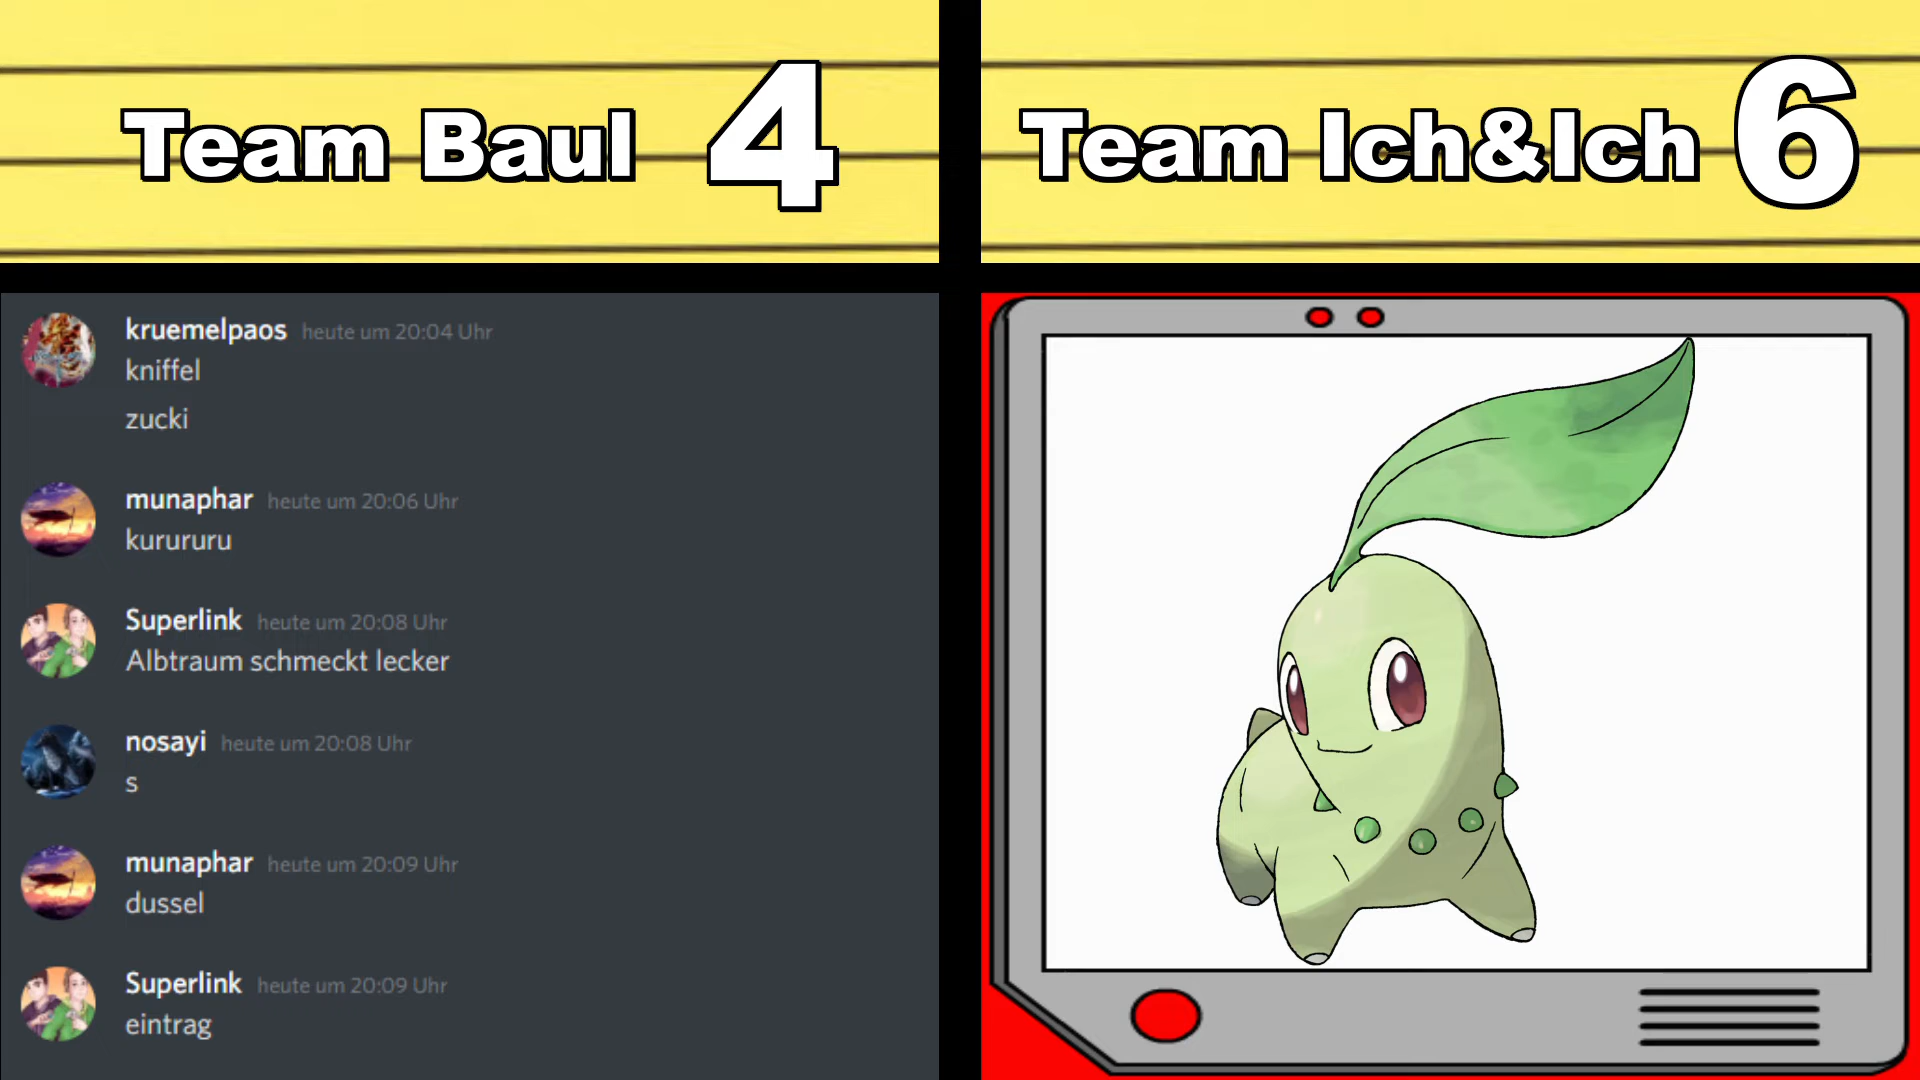 Team Baul 4
Team Ich&Ich 6
kruemelpaos heute um 20:04 Uhr
kniffel
zucki
munaphar heute um 20:06 Uhr
kurururu
Superlink heute um 20:08 Uhr
Albtraum schmeckt lecker
nosayi heute um 20:08 Uhr
s
munaphar heute um 20:09 Uhr
dussel
Superlink heute um 20:09 Uhr
eintrag